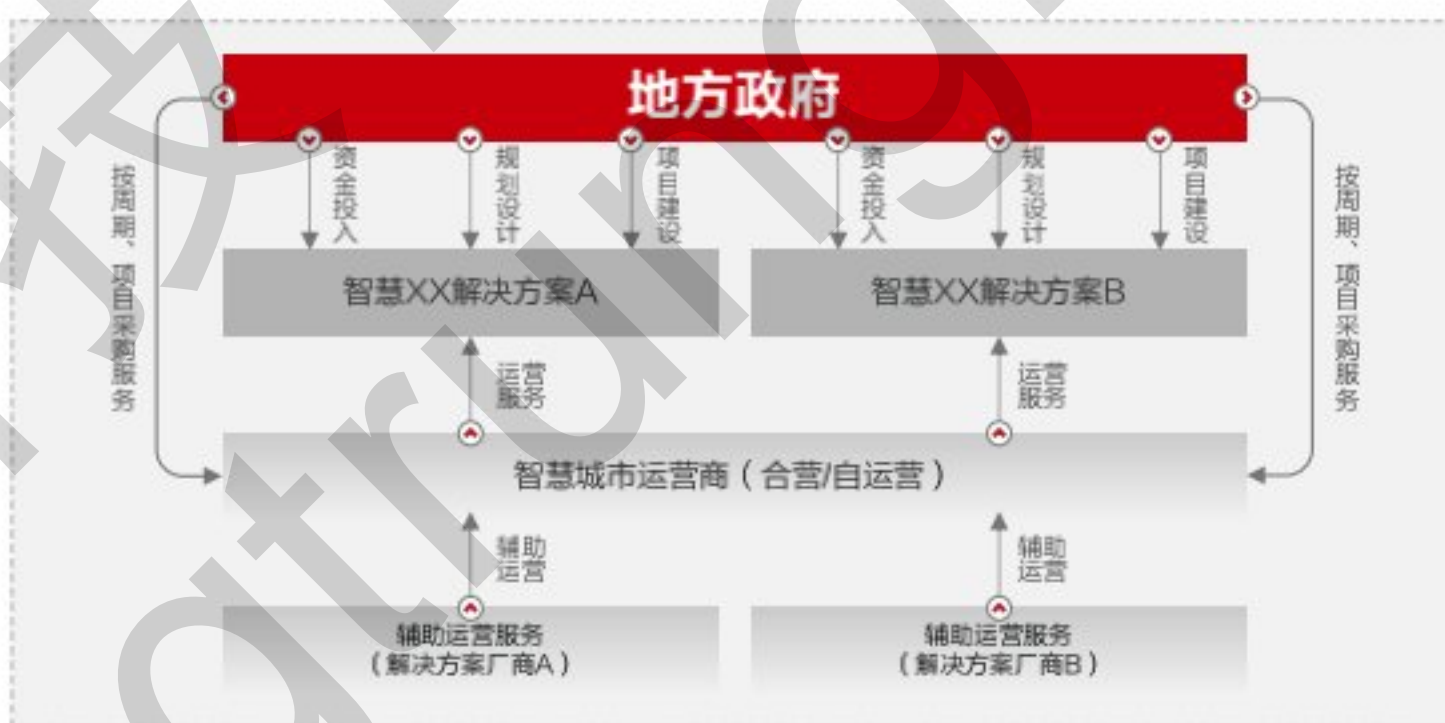 地方政府
资金投入
规划设计
项目建设
资金投入
规划设计
项目建设
按周期、项目采购服务
按周期、项目采购服务
智慧XX解决方案A
智慧XX解决方案B
运营
服务
运营
服务
智慧城市运营商（合营/自运营）
辅助
运营
辅助
运营
辅助运营服务
（解决方案厂商A）
辅助运营服务
（解决方案厂商B）